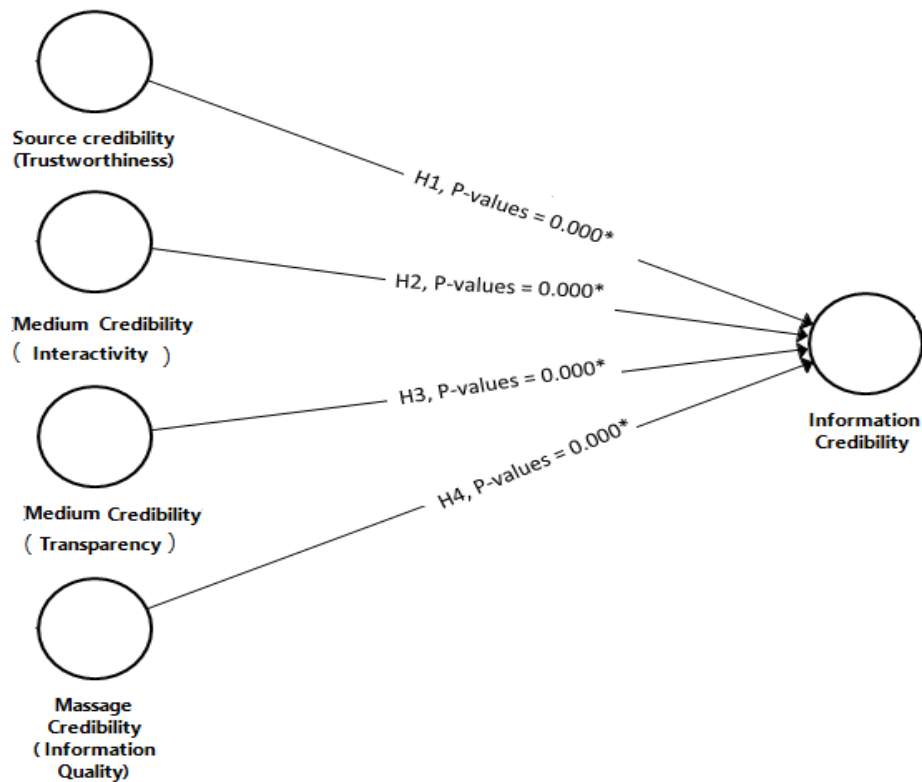 Source credibility
(Trustworthiness)
H1, P-values = 0.000*
Medium Credibility
( Interactivity )
H2, P-values = 0.000*
Medium Credibility
( Transparency )
H3, P-values = 0.000*
Massage
Credibility
( Information
Quality)
H4, P-values = 0.000*
Information
Credibility